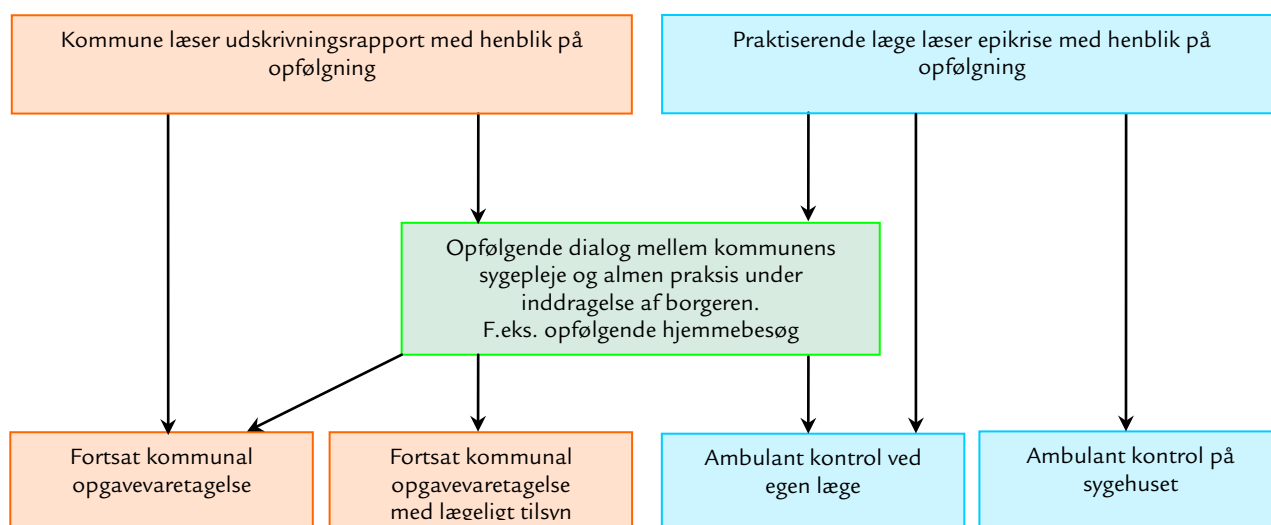 Kommune læser udskrivningsrapport med henblik på
opfølgning
Praktiserende læge læser epikrise med henblik på
opfølgning
Opfølgende dialog mellem kommunens
sygepleje og almen praksis under
inddragelse af borgeren.
F.eks. opfølgende hjemmebesøg
Fortsat kommunal
opgavevaretagelse
Fortsat kommunal
opgavevaretagelse
med lægeligt tilsyn
Ambulant kontrol ved
egen læge
Ambulant kontrol på
sygehuset